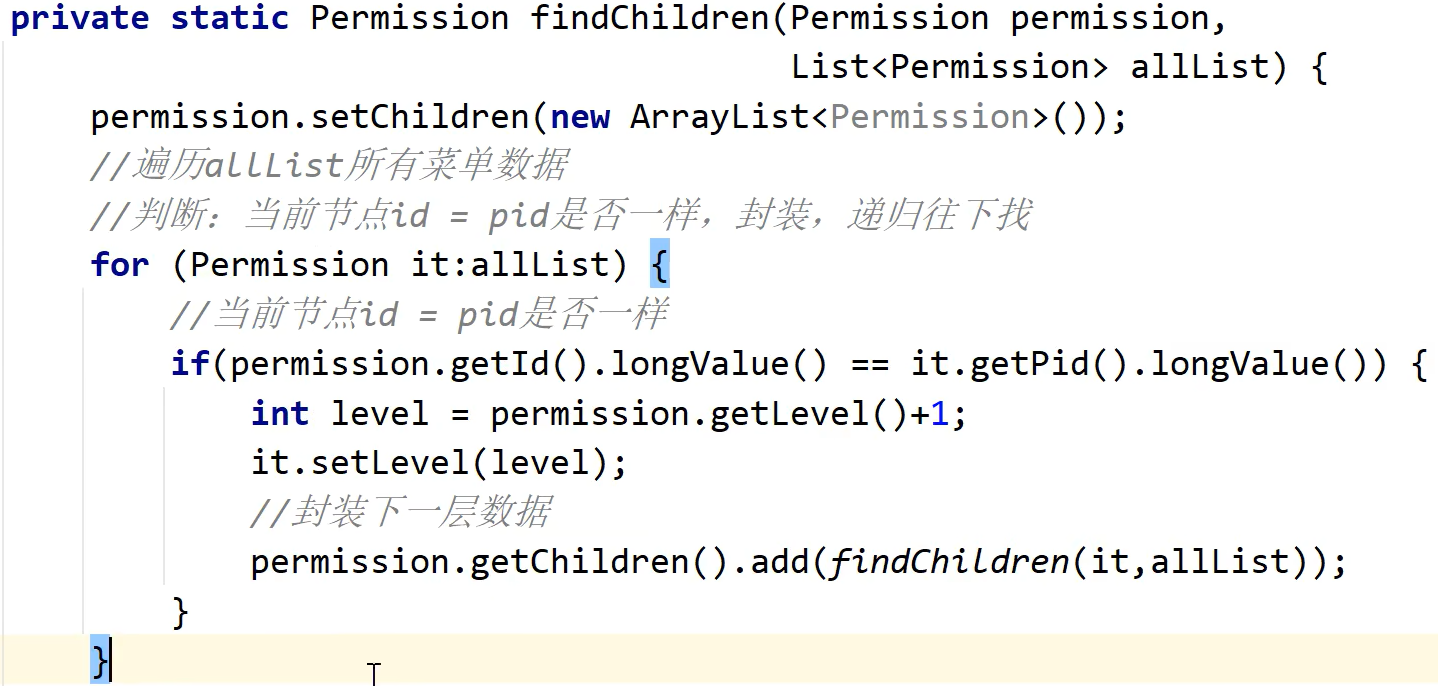 private static Permission findChildren(Permission permission,
List<Permission> allList) {
permission.setChildren(new ArrayList<Permission>());
//遍历allList所有菜单数据
//判断：当前节点id = pid是否一样，封装，递归往下找
for (Permission it:allList) {
//当前节点id = pid是否一样
if(permission.getId().longValue() == it.getPid().longValue()) {
int level = permission.getLevel()+1;
it.setLevel(level);
//封装下一层数据
permission.getChildren().add(findChildren(it,allList));
}
}